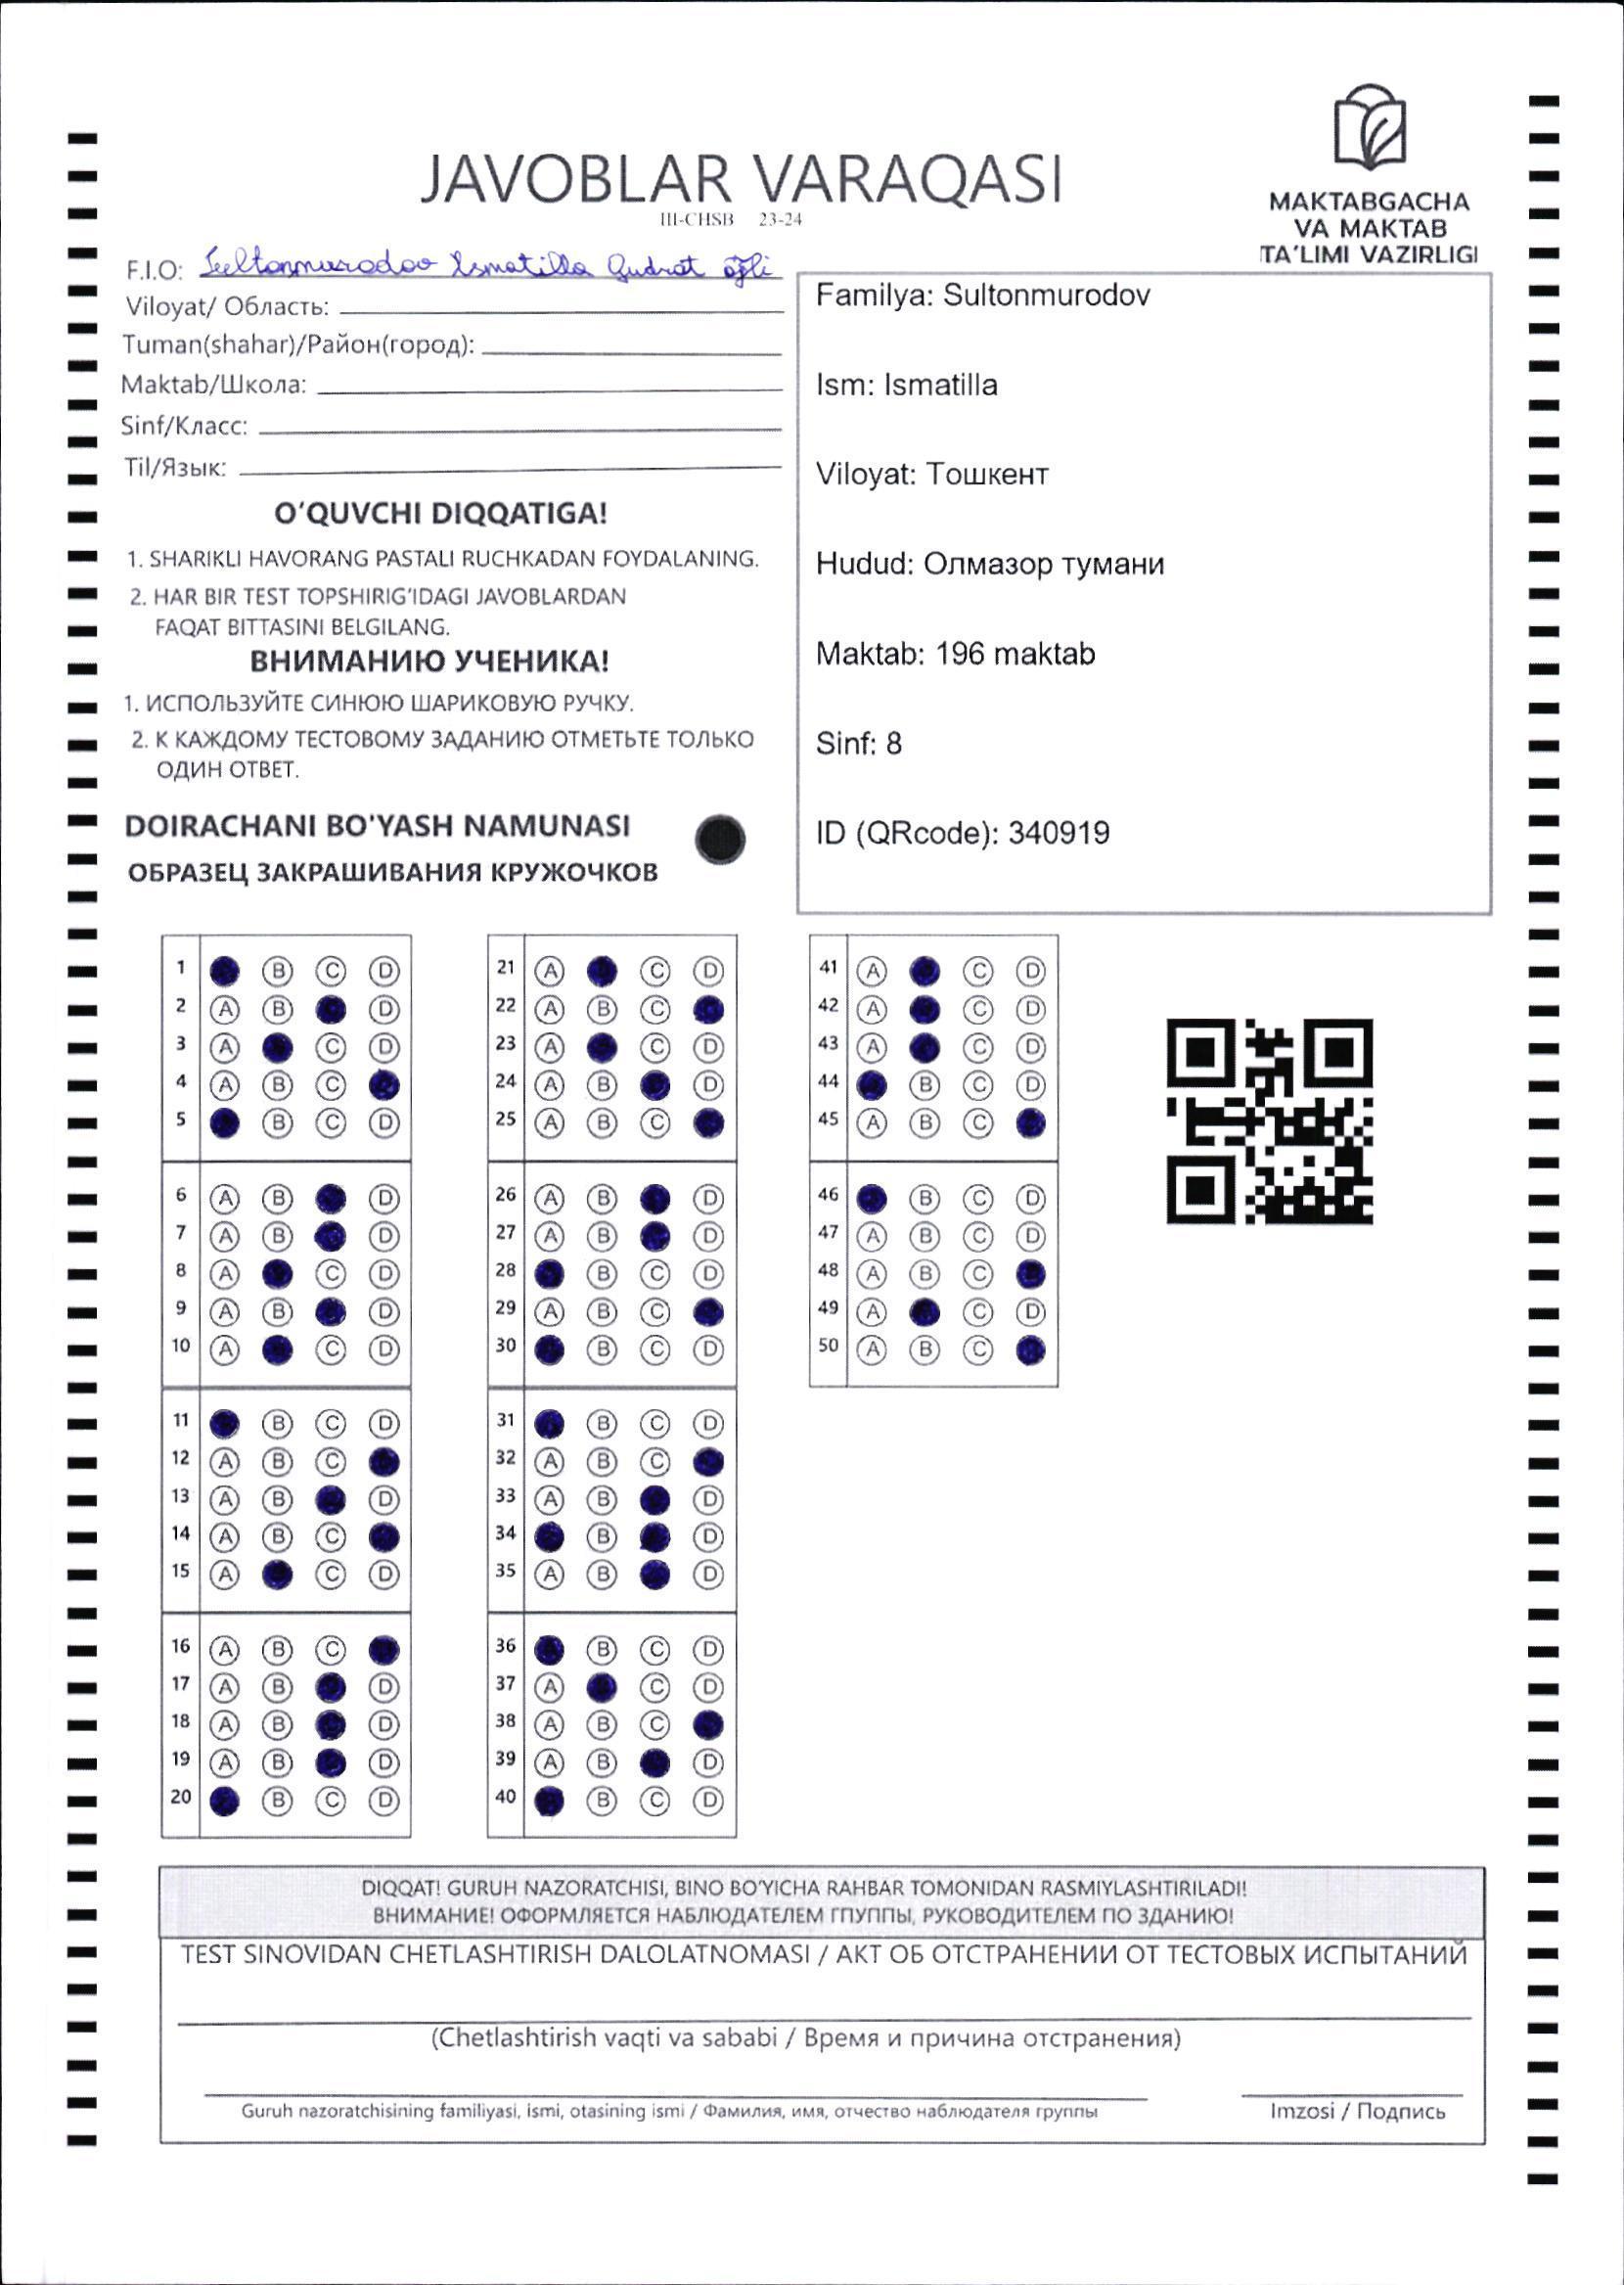 JAVOBLAR VARAQASI
III-CHSB 23-24
MAKTABGACHA
VA MAKTAB
TA'LIMI VAZIRLIGI
F.I.O: Sultonmurodov Ismatilla Qudrat o'g'li
Viloyat/ Область:
Tuman(shahar)/Район(город):
Maktab/Школа:
Sinf/Класс:
Til/Язык:
O'QUVCHI DIQQATIGA!
1. SHARIKLI HAVORANG PASTALI RUCHKADAN FOYDALANING.
2. HAR BIR TEST TOPSHIRIG'IDAGI JAVOBLARDAN
FAQAT BITTASINI BELGILANG.
ВНИМАНИЮ УЧЕНИКА!
1. ИСПОЛЬЗУЙТЕ СИНЮЮ ШАРИКОВУЮ РУЧКУ.
2. К КАЖДОМУ ТЕСТОВОМУ ЗАДАНИЮ ОТМЕТЬТЕ ТОЛЬКО
ОДИН ОТВЕТ.
DOIRACHANI BO'YASH NAMUNASI
ОБРАЗЕЦ ЗАКРАШИВАНИЯ КРУЖОЧКОВ
Familya: Sultonmurodov
Ism: Ismatilla
Viloyat: Тошкент
Hudud: Олмазор тумани
Maktab: 196 maktab
Sinf: 8
ID (QRcode): 340919
1 B C D
2 A B D
3 A C D
4 A B C
5 B C D
6 A B D
7 A B D
8 A C D
9 A B D
10 A C D
11 B C D
12 A B C
13 A B D
14 A B C
15 A C D
16 A B C
17 A B D
18 A B D
19 A B D
20 B C D
21 A C D
22 A B C
23 A C D
24 A B D
25 A B C
26 A B D
27 A B D
28 B C D
29 A B C
30 B C D
31 B C D
32 A B C
33 A B D
34 B D
35 A B D
36 B C D
37 A C D
38 A B C
39 A B D
40 B C D
41 A C D
42 A C D
43 A C D
44 B C D
45 A B C
46 B C D
47 A B C D
48 A B C
49 A C D
50 A B C
DIQQAT! GURUH NAZORATCHISI, BINO BO'YICHA RAHBAR TOMONIDAN RASMIYLASHTIRILADI!
ВНИМАНИЕ! ОФОРМЛЯЕТСЯ НАБЛЮДАТЕЛЕМ ГПУППЫ, РУКОВОДИТЕЛЕМ ПО ЗДАНИЮ!
TEST SINOVIDAN CHETLASHTIRISH DALOLATNOMASI / АКТ ОБ ОТСТРАНЕНИИ ОТ ТЕСТОВЫХ ИСПЫТАНИЙ
(Chetlashtirish vaqti va sababi / Время и причина отстранения)
Guruh nazoratchisining familiyasi, ismi, otasining ismi / Фамилия, имя, отчество наблюдателя группы
Imzosi / Подпись